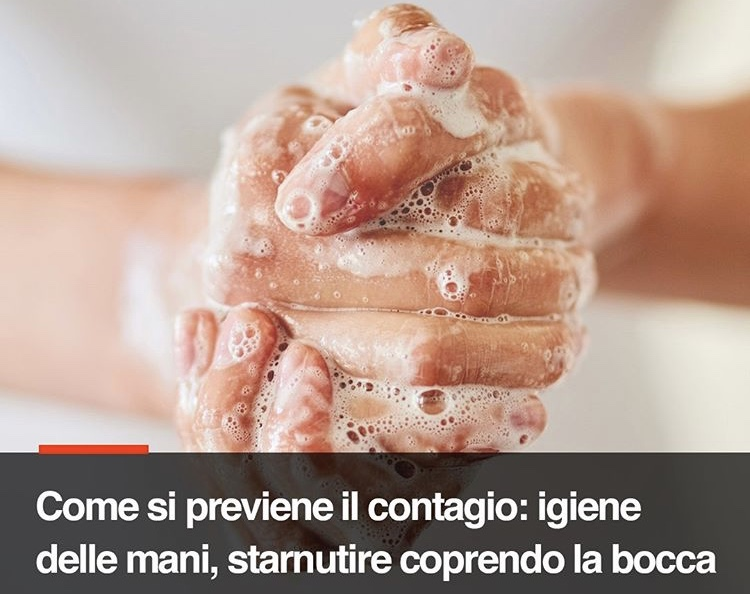 Come si previene il contagio: igiene
delle mani, starnutire coprendo la bocca